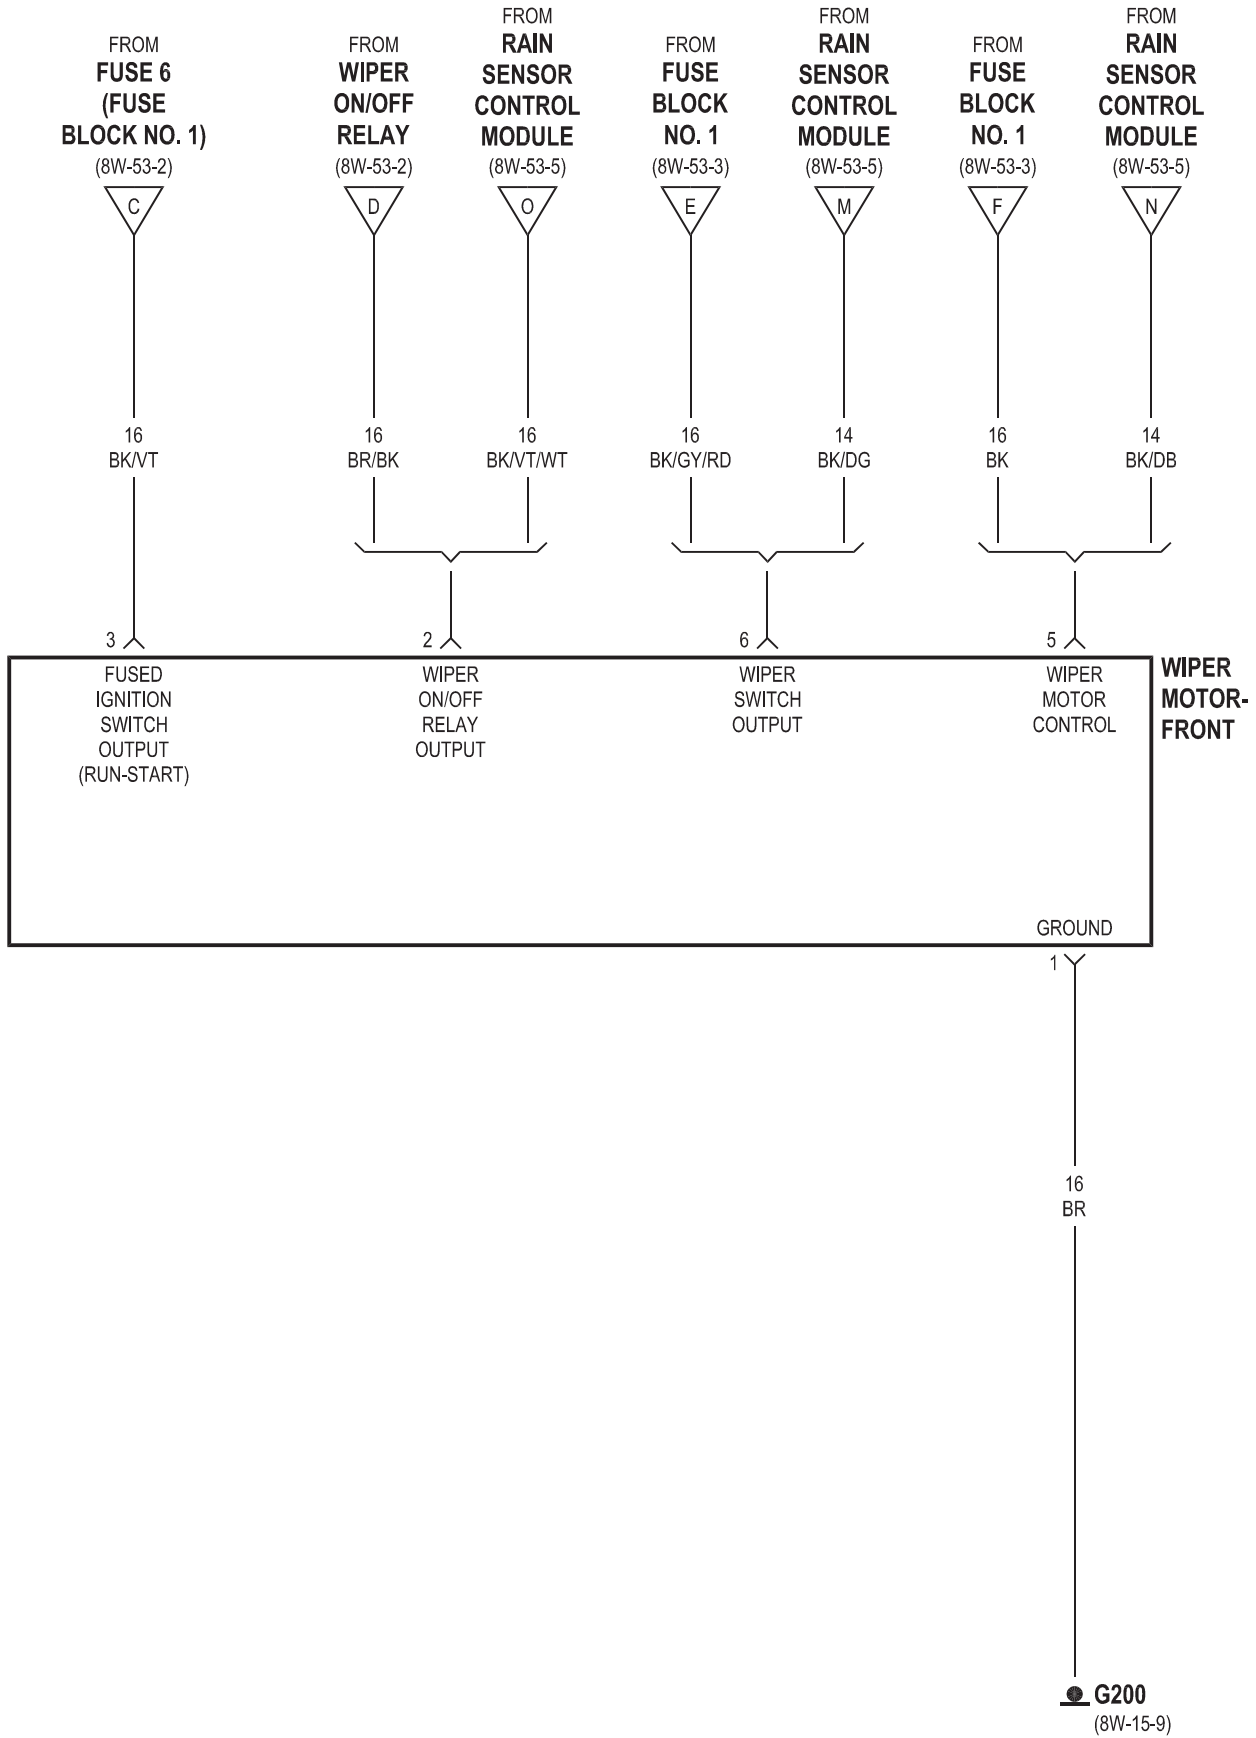 FROM
FUSE 6
(FUSE
BLOCK NO. 1)
(8W-53-2)
C
FROM
WIPER
ON/OFF
RELAY
(8W-53-2)
D
FROM
RAIN
SENSOR
CONTROL
MODULE
(8W-53-5)
O
FROM
FUSE
BLOCK
NO. 1
(8W-53-3)
E
FROM
RAIN
SENSOR
CONTROL
MODULE
(8W-53-5)
M
FROM
FUSE
BLOCK
NO. 1
(8W-53-3)
F
FROM
RAIN
SENSOR
CONTROL
MODULE
(8W-53-5)
N
16
BK/VT
16
BR/BK
16
BK/VT/WT
16
BK/GY/RD
14
BK/DG
16
BK
14
BK/DB
3
2
6
5
FUSED
IGNITION
SWITCH
OUTPUT
(RUN-START)
WIPER
ON/OFF
RELAY
OUTPUT
WIPER
SWITCH
OUTPUT
WIPER
MOTOR
CONTROL
WIPER
MOTOR-
FRONT
GROUND
1
16
BR
G200
(8W-15-9)